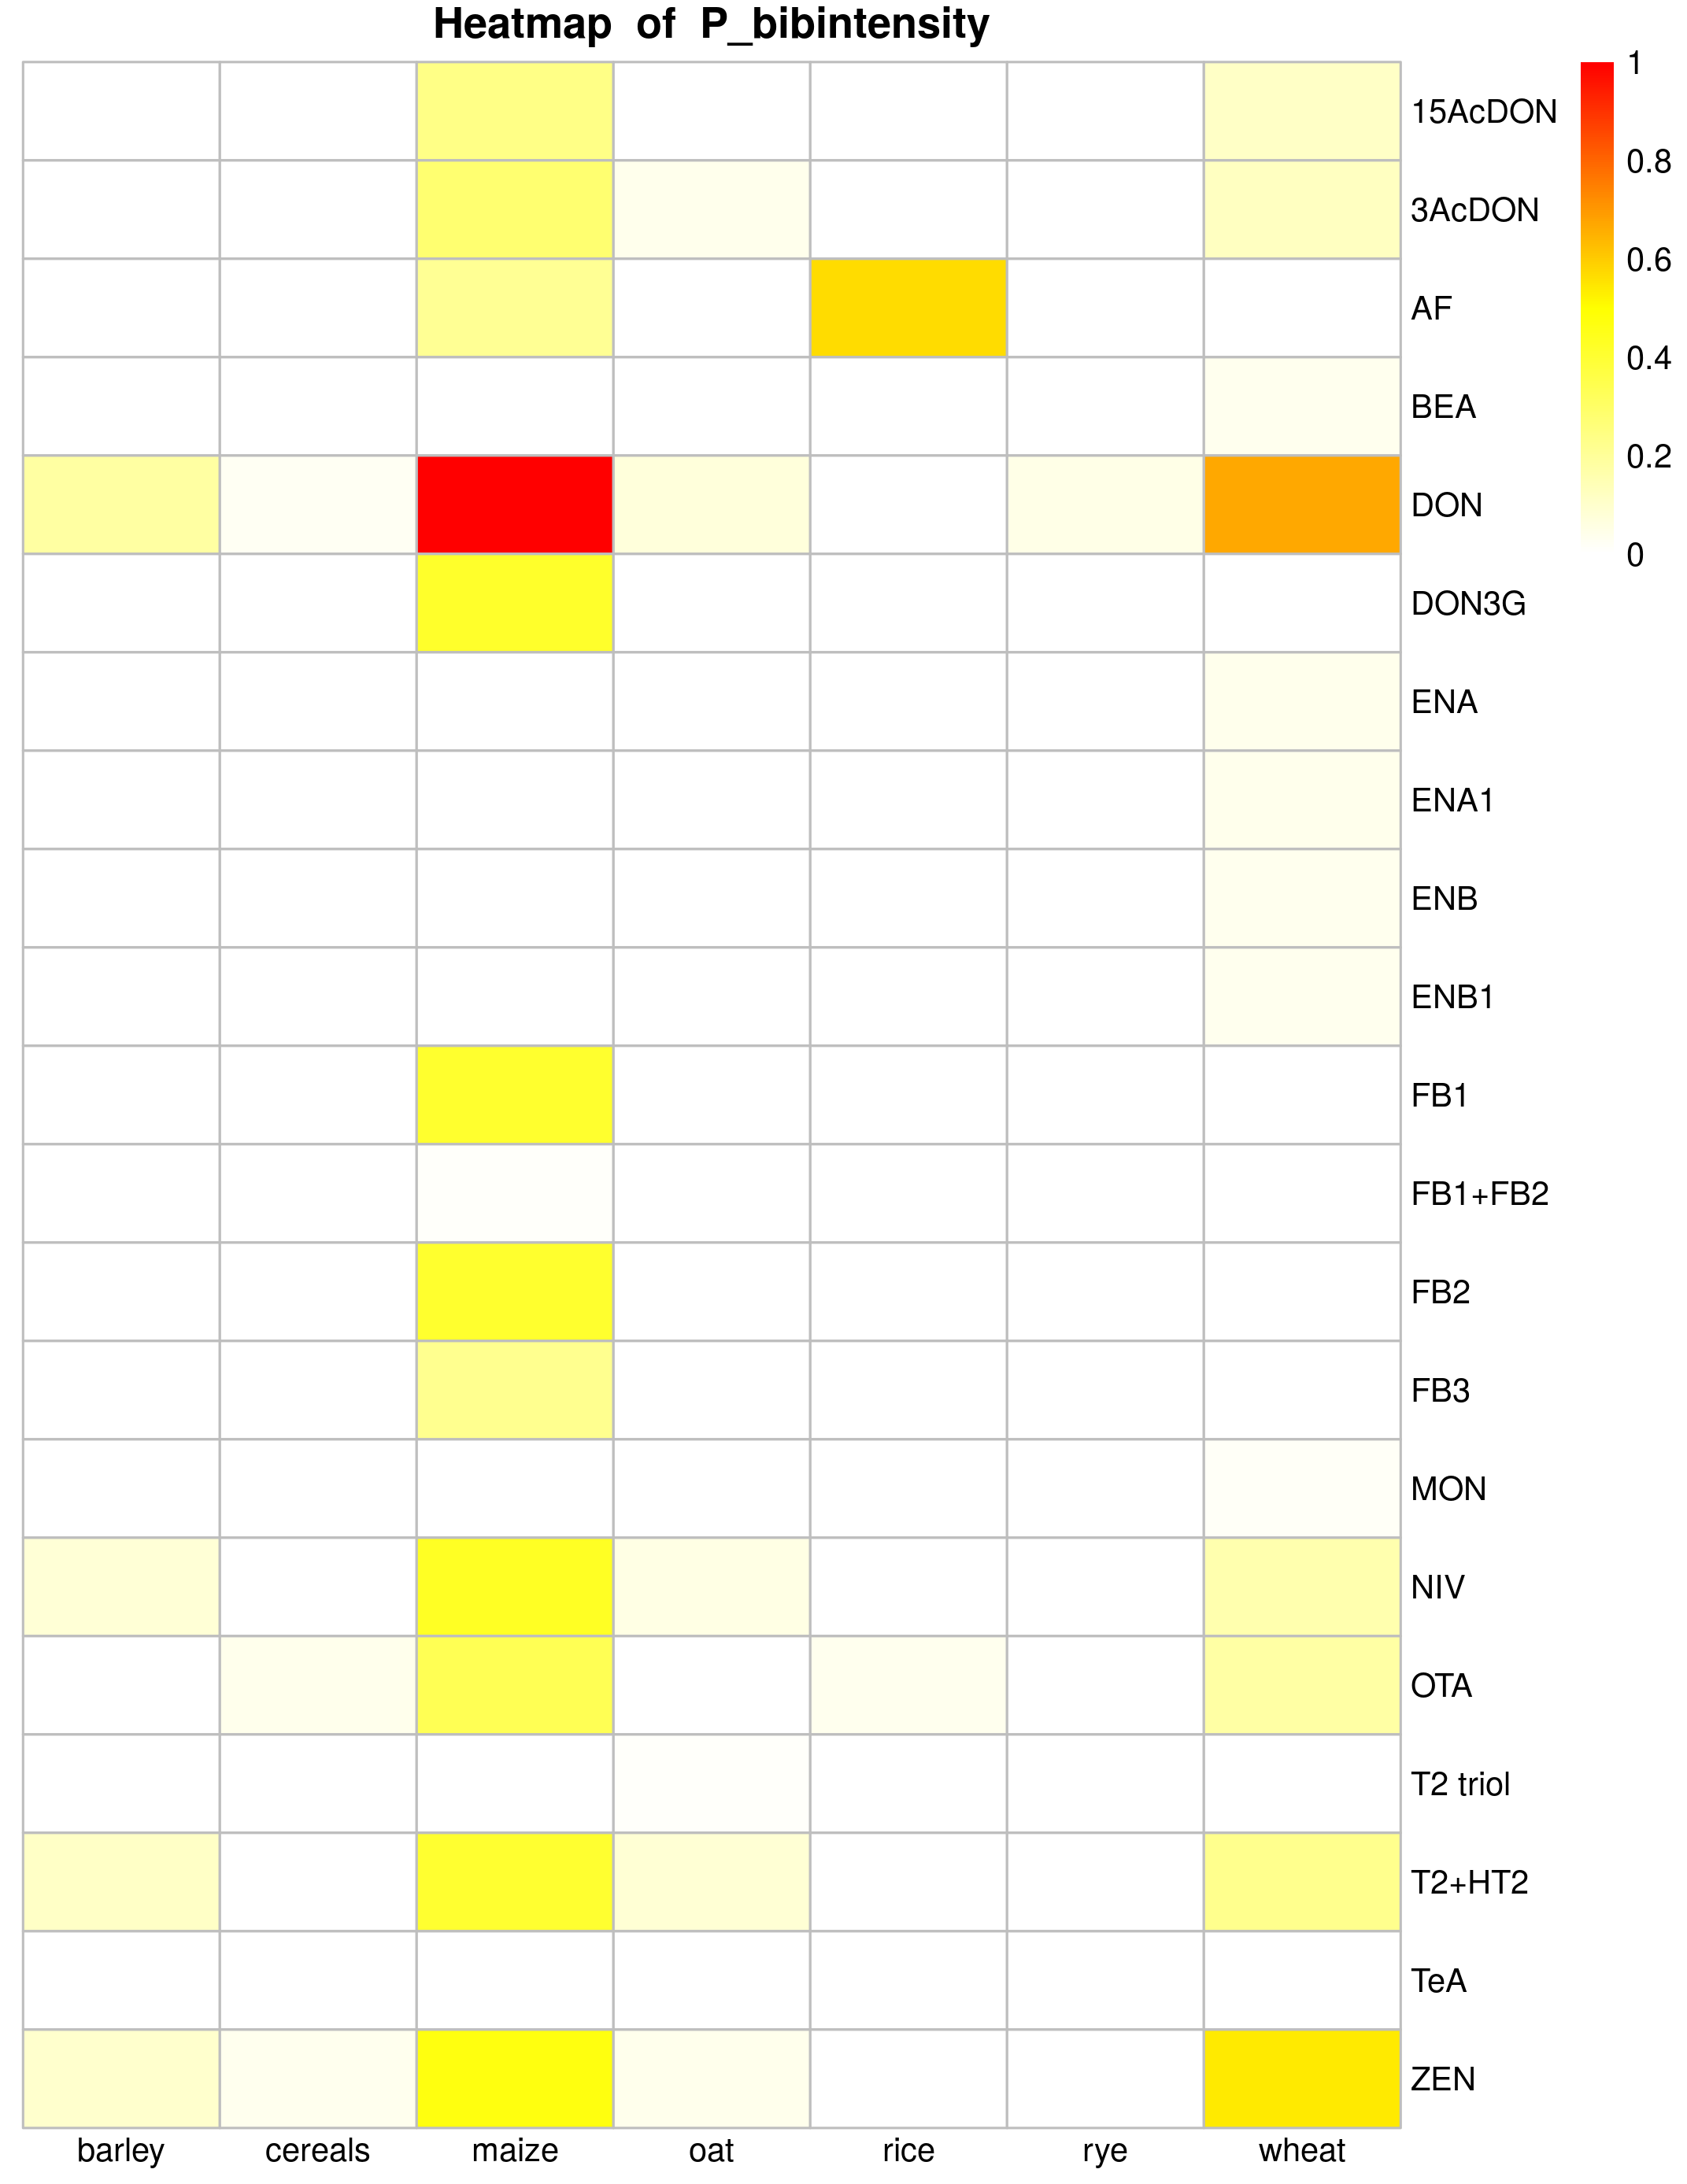 Heatmap of P_bibintensity
1
0.8
0.6
0.4
0.2
0
15AcDON
3AcDON
AF
BEA
DON
DON3G
ENA
ENA1
ENB
ENB1
FB1
FB1+FB2
FB2
FB3
MON
NIV
OTA
T2 triol
T2+HT2
TeA
ZEN
barley cereals maize oat rice rye wheat